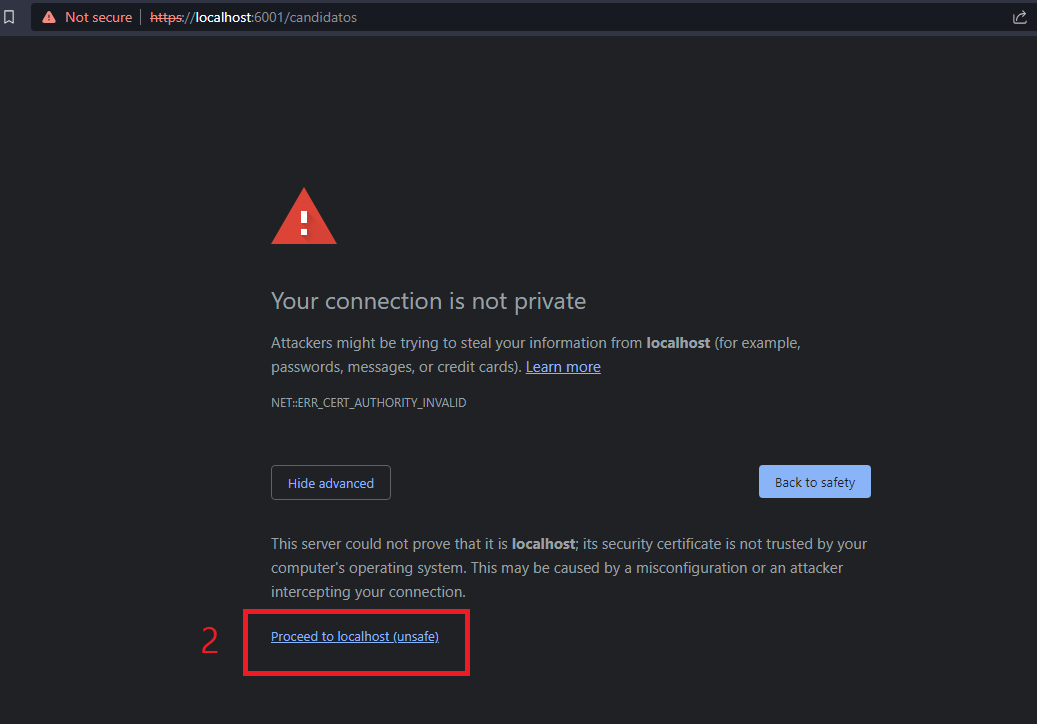 Not secure | https://localhost:6001/candidatos
Your connection is not private
Attackers might be trying to steal your information from localhost (for example,
passwords, messages, or credit cards). Learn more
NET::ERR_CERT_AUTHORITY_INVALID
Hide advanced
Back to safety
This server could not prove that it is localhost; its security certificate is not trusted by your
computer's operating system. This may be caused by a misconfiguration or an attacker
intercepting your connection.
2 Proceed to localhost (unsafe)